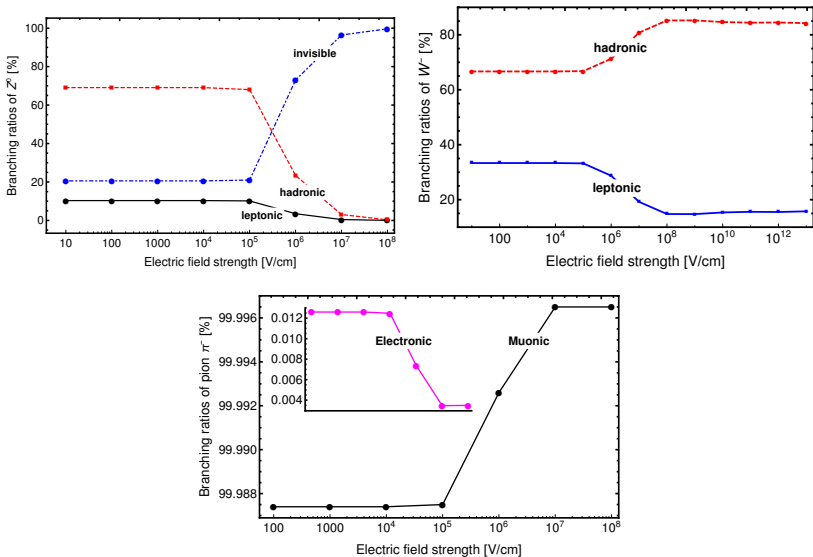 Branching ratios of Z⁰ [%]
100
80
60
40
20
0
invisible
hadronic
leptonic
10 100 1000 10⁴ 10⁵ 10⁶ 10⁷ 10⁸
Electric field strength [V/cm]
Branching ratios of W⁻ [%]
80
60
40
20
hadronic
leptonic
100 10⁴ 10⁶ 10⁸ 10¹⁰ 10¹²
Electric field strength [V/cm]
Branching ratios of pion π⁻ [%]
99.996
99.994
99.992
99.990
99.988
0.012
0.010
0.008
0.006
0.004
Electronic
Muonic
100 1000 10⁴ 10⁵ 10⁶ 10⁷ 10⁸
Electric field strength [V/cm]